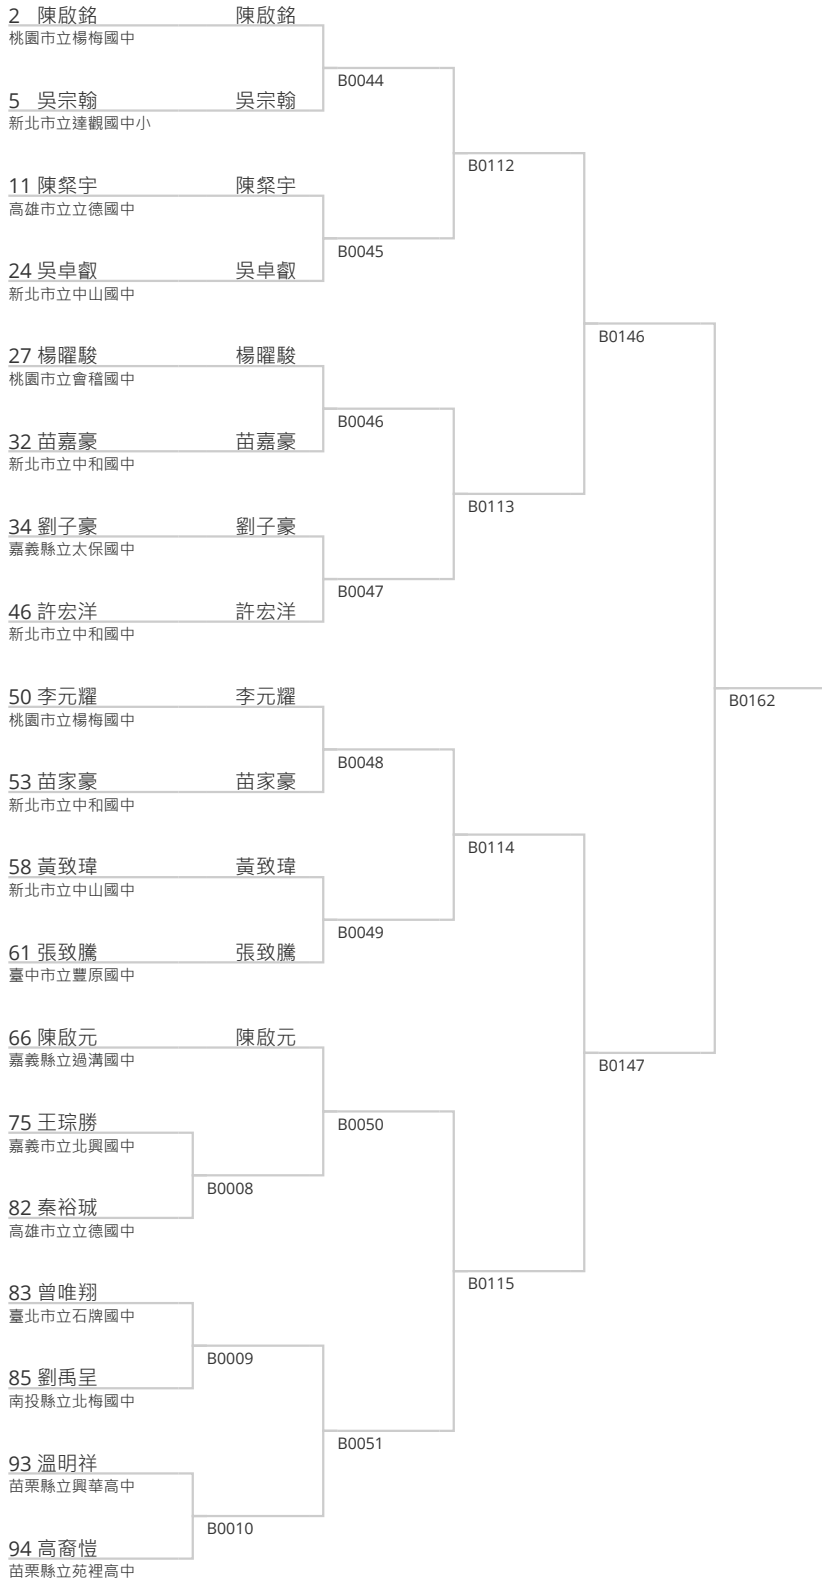 2 陳啟銘 陳啟銘
桃園市立楊梅國中
B0044
5 吳宗翰 吳宗翰
新北市立達觀國中小
B0112
11 陳粲宇 陳粲宇
高雄市立立德國中
B0045
24 吳卓叡 吳卓叡
新北市立中山國中
B0146
27 楊曜駿 楊曜駿
桃園市立會稽國中
B0046
32 苗嘉豪 苗嘉豪
新北市立中和國中
B0113
34 劉子豪 劉子豪
嘉義縣立太保國中
B0047
46 許宏洋 許宏洋
新北市立中和國中
50 李元耀 李元耀
B0162
桃園市立楊梅國中
B0048
53 苗家豪 苗家豪
新北市立中和國中
B0114
58 黃致瑋 黃致瑋
新北市立中山國中
B0049
61 張致騰 張致騰
臺中市立豐原國中
66 陳啟元 陳啟元
嘉義縣立過溝國中
B0147
75 王琮勝
B0050
嘉義市立北興國中
B0008
82 秦裕珹
高雄市立立德國中
B0115
83 曾唯翔
臺北市立石牌國中
B0009
85 劉禹呈
南投縣立北梅國中
B0051
93 溫明祥
苗栗縣立興華高中
B0010
94 高裔愷
苗栗縣立苑裡高中